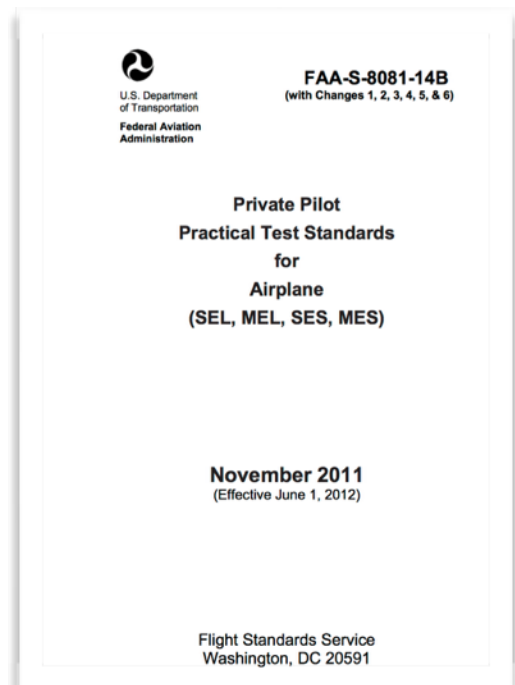 U.S. Department
of Transportation
Federal Aviation
Administration
FAA-S-8081-14B
(with Changes 1, 2, 3, 4, 5, & 6)
Private Pilot
Practical Test Standards
for
Airplane
(SEL, MEL, SES, MES)
November 2011
(Effective June 1, 2012)
Flight Standards Service
Washington, DC 20591